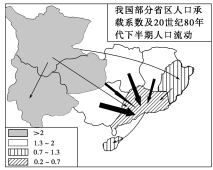 我国部分省区人口承
载系数及20世纪80年
代下半期人口流动
>2
1.3－2
0.7－1.3
0.2－0.7